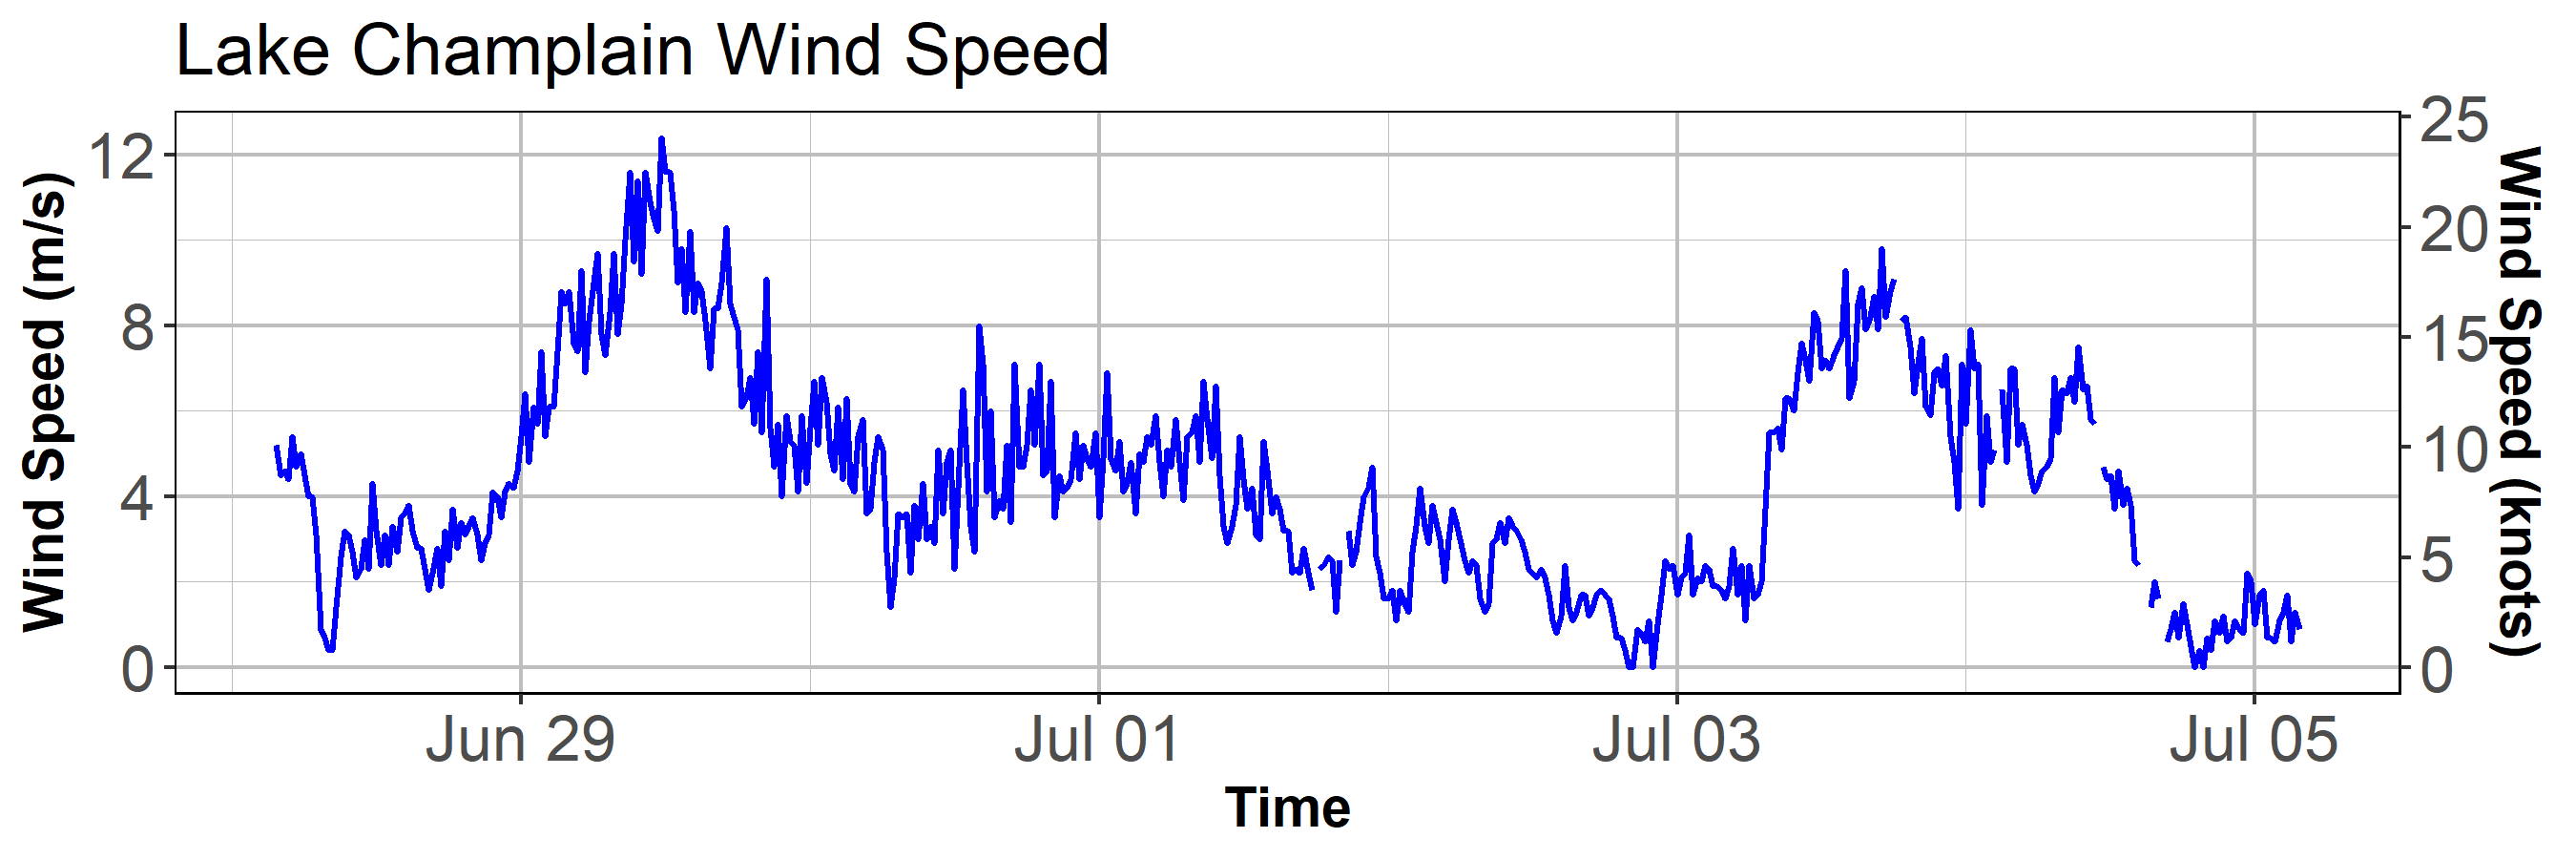 Lake Champlain Wind Speed
Wind Speed (m/s)
12
8
4
0
25
20
15
10
5
0
Wind Speed (knots)
Jun 29
Jul 01
Jul 03
Jul 05
Time